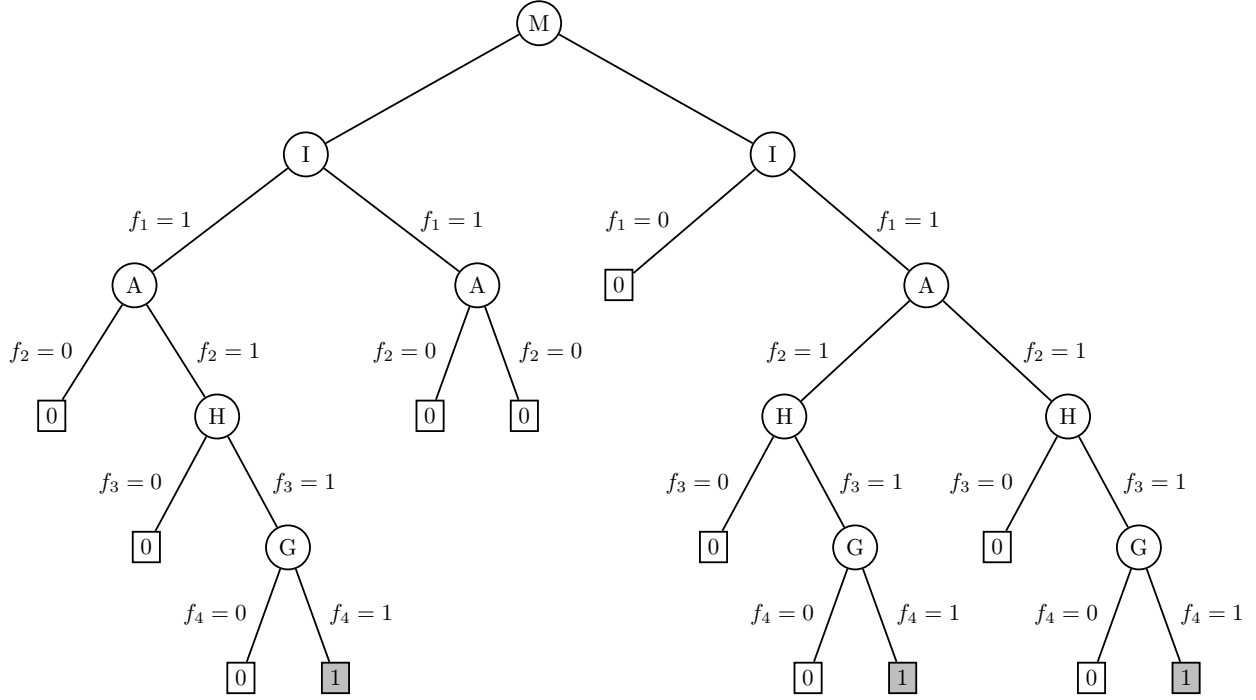 M
I I
f₁ = 1 f₁ = 1 f₁ = 0 f₁ = 1
A A 0 A
f₂ = 0 f₂ = 1 f₂ = 0 f₂ = 0 f₂ = 1 f₂ = 1
0 H 0 0 H H
f₃ = 0 f₃ = 1 f₃ = 0 f₃ = 1 f₃ = 0 f₃ = 1
0 G 0 G 0 G
f₄ = 0 f₄ = 1 f₄ = 0 f₄ = 1 f₄ = 0 f₄ = 1
0 1 0 1 0 1